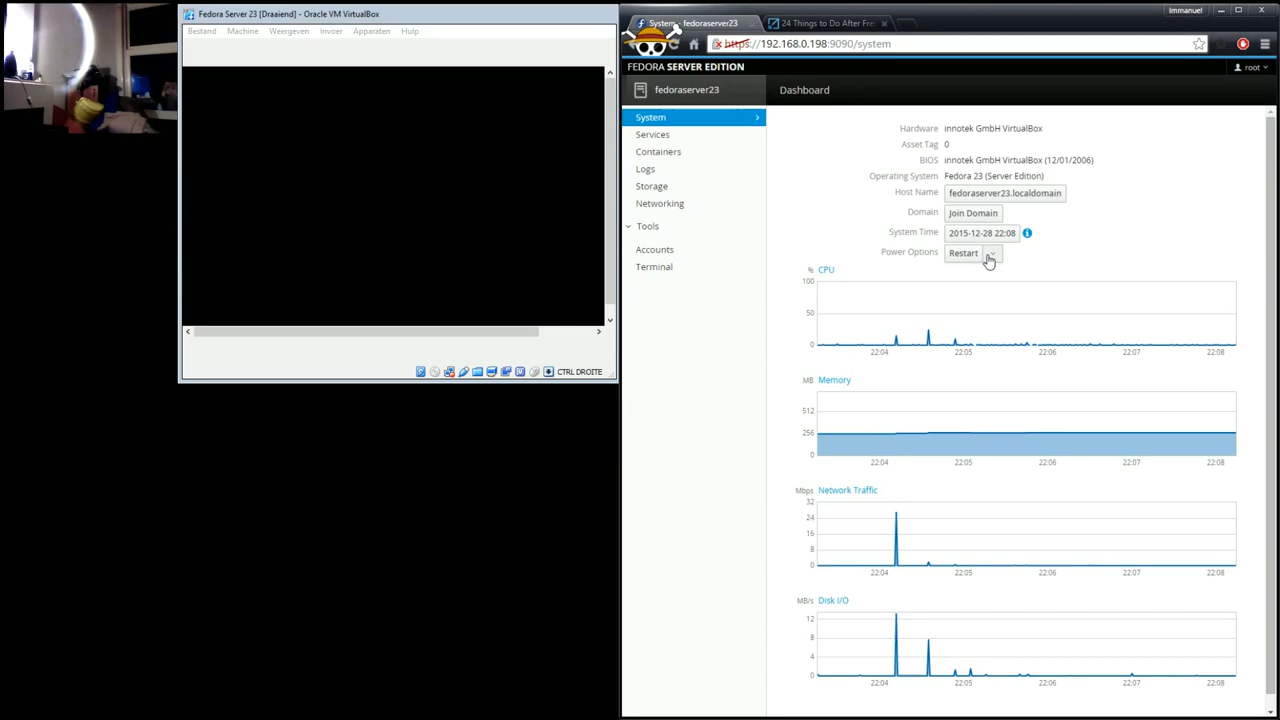 Fedora Server 23 [Draaiend] - Oracle VM VirtualBox
Bestand Machine Weergeven Invoer Apparaten Hulp
CTRL DROITE
Immanuel
System - fedoraserver23
24 Things to Do After Fre
https://192.168.0.198:9090/system
FEDORA SERVER EDITION
root
fedoraserver23
Dashboard
System
Services
Containers
Logs
Storage
Networking
Tools
Accounts
Terminal
Hardware innotek GmbH VirtualBox
Asset Tag 0
BIOS innotek GmbH VirtualBox (12/01/2006)
Operating System Fedora 23 (Server Edition)
Host Name fedoraserver23.localdomain
Domain Join Domain
System Time 2015-12-28 22:08
Power Options Restart
% CPU
100
50
0
22:04 22:05 22:06 22:07 22:08
MB Memory
512
256
0
22:04 22:05 22:06 22:07 22:08
Mbps Network Traffic
32
24
16
8
0
22:04 22:05 22:06 22:07 22:08
MB/s Disk I/O
12
8
4
0
22:04 22:05 22:06 22:07 22:08